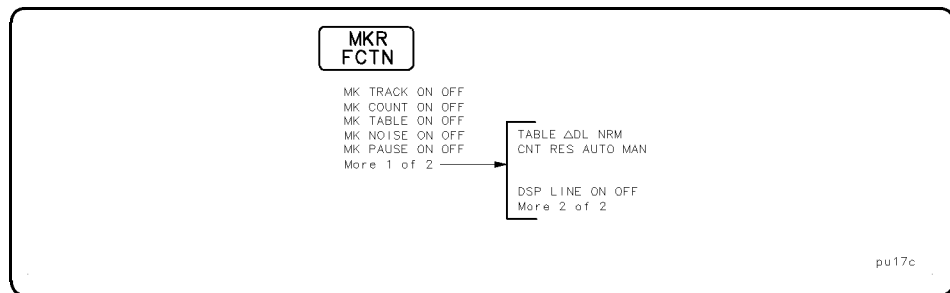 MKR
FCTN
MK TRACK ON OFF
MK COUNT ON OFF
MK TABLE ON OFF
MK NOISE ON OFF
MK PAUSE ON OFF
More 1 of 2
TABLE ΔDL NRM
CNT RES AUTO MAN
DSP LINE ON OFF
More 2 of 2
pu17c